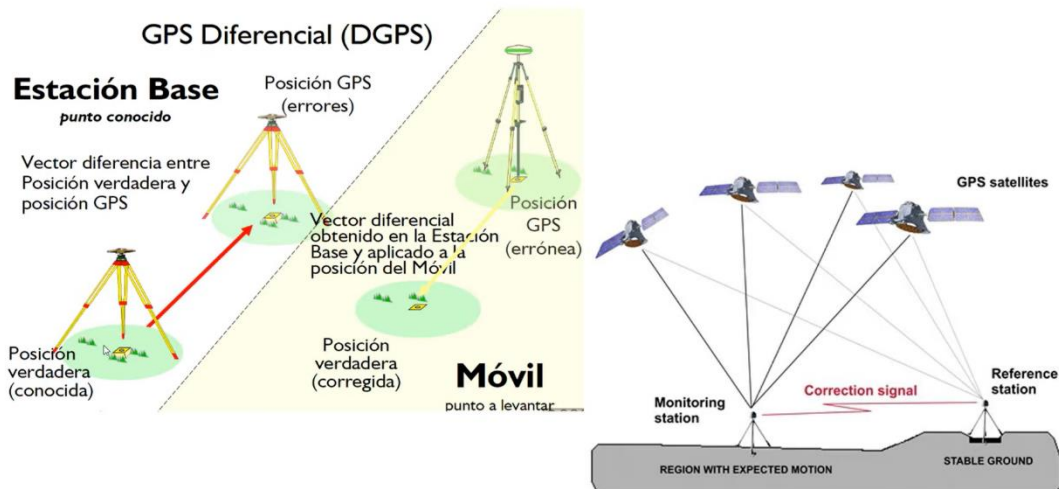 GPS Diferencial (DGPS)
Estación Base
punto conocido
Posición GPS
(errores)
Vector diferencia entre
Posición verdadera y
posición GPS
Posición
verdadera
(conocida)
Vector diferencial
obtenido en la Estación
Base y aplicado a la
posición del Móvil
Posición
GPS
(errónea)
Posición
verdadera
(corregida)
Móvil
punto a levantar
GPS satellites
Monitoring
station
Correction signal
Reference
station
REGION WITH EXPECTED MOTION
STABLE GROUND